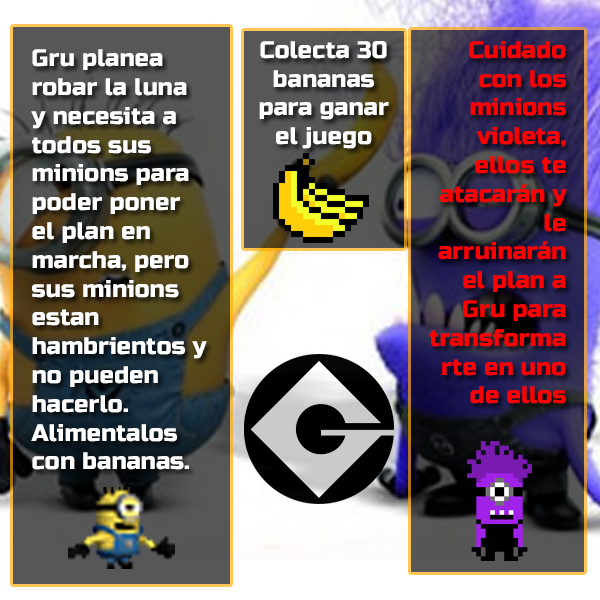 Gru planea
robar la luna
y necesita a
todos sus
minions para
poder poner
el plan en
marcha, pero
sus minions
estan
hambrientos y
no pueden
hacerlo.
Alimentalos
con bananas.
Colecta 30
bananas
para ganar
el juego
Cuidado
con los
minions
violeta,
ellos te
atacarán y
le
arruinarán
el plan a
Gru para
transforma
rte en uno
de ellos